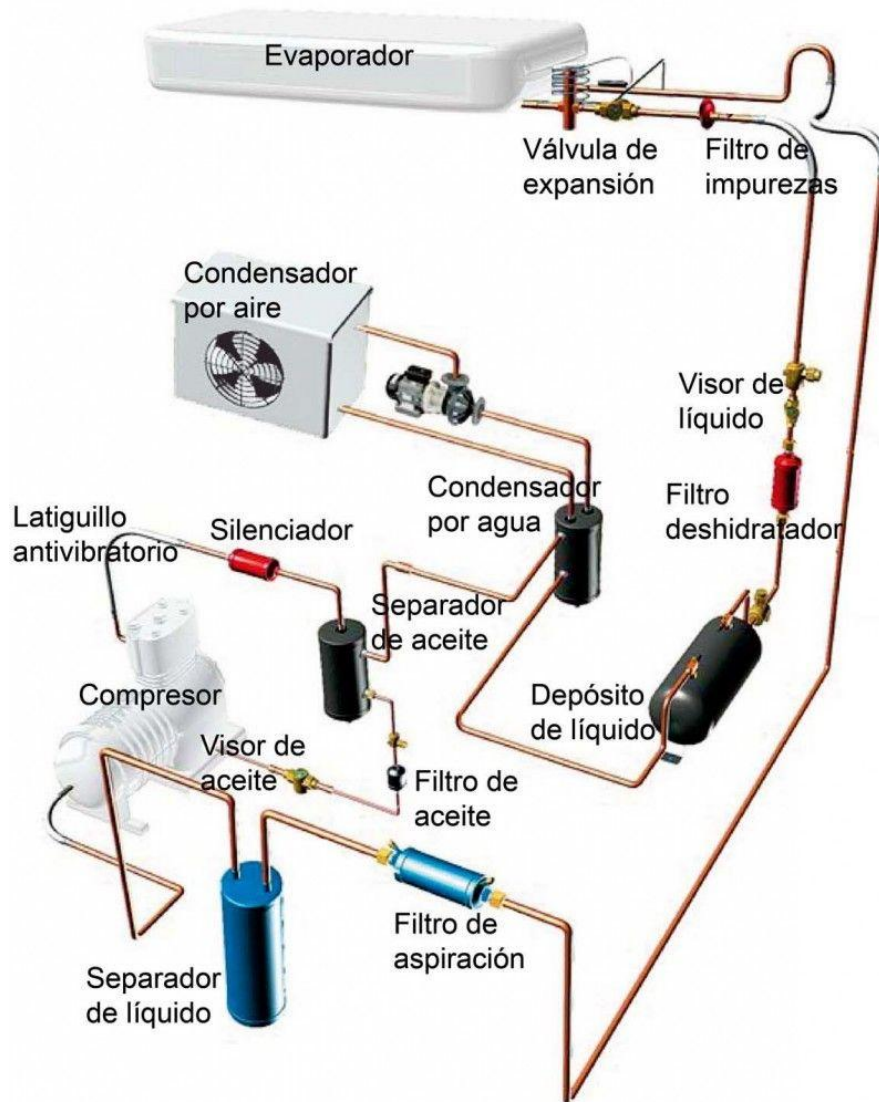 Evaporador
Válvula de
expansión
Filtro de
impurezas
Condensador
por aire
Visor de
líquido
Condensador
por agua
Filtro
deshidratador
Latiguillo
antivibratorio
Silenciador
Separador
de aceite
Compresor
Depósito
de líquido
Visor de
aceite
Filtro de
aceite
Filtro de
aspiración
Separador
de líquido